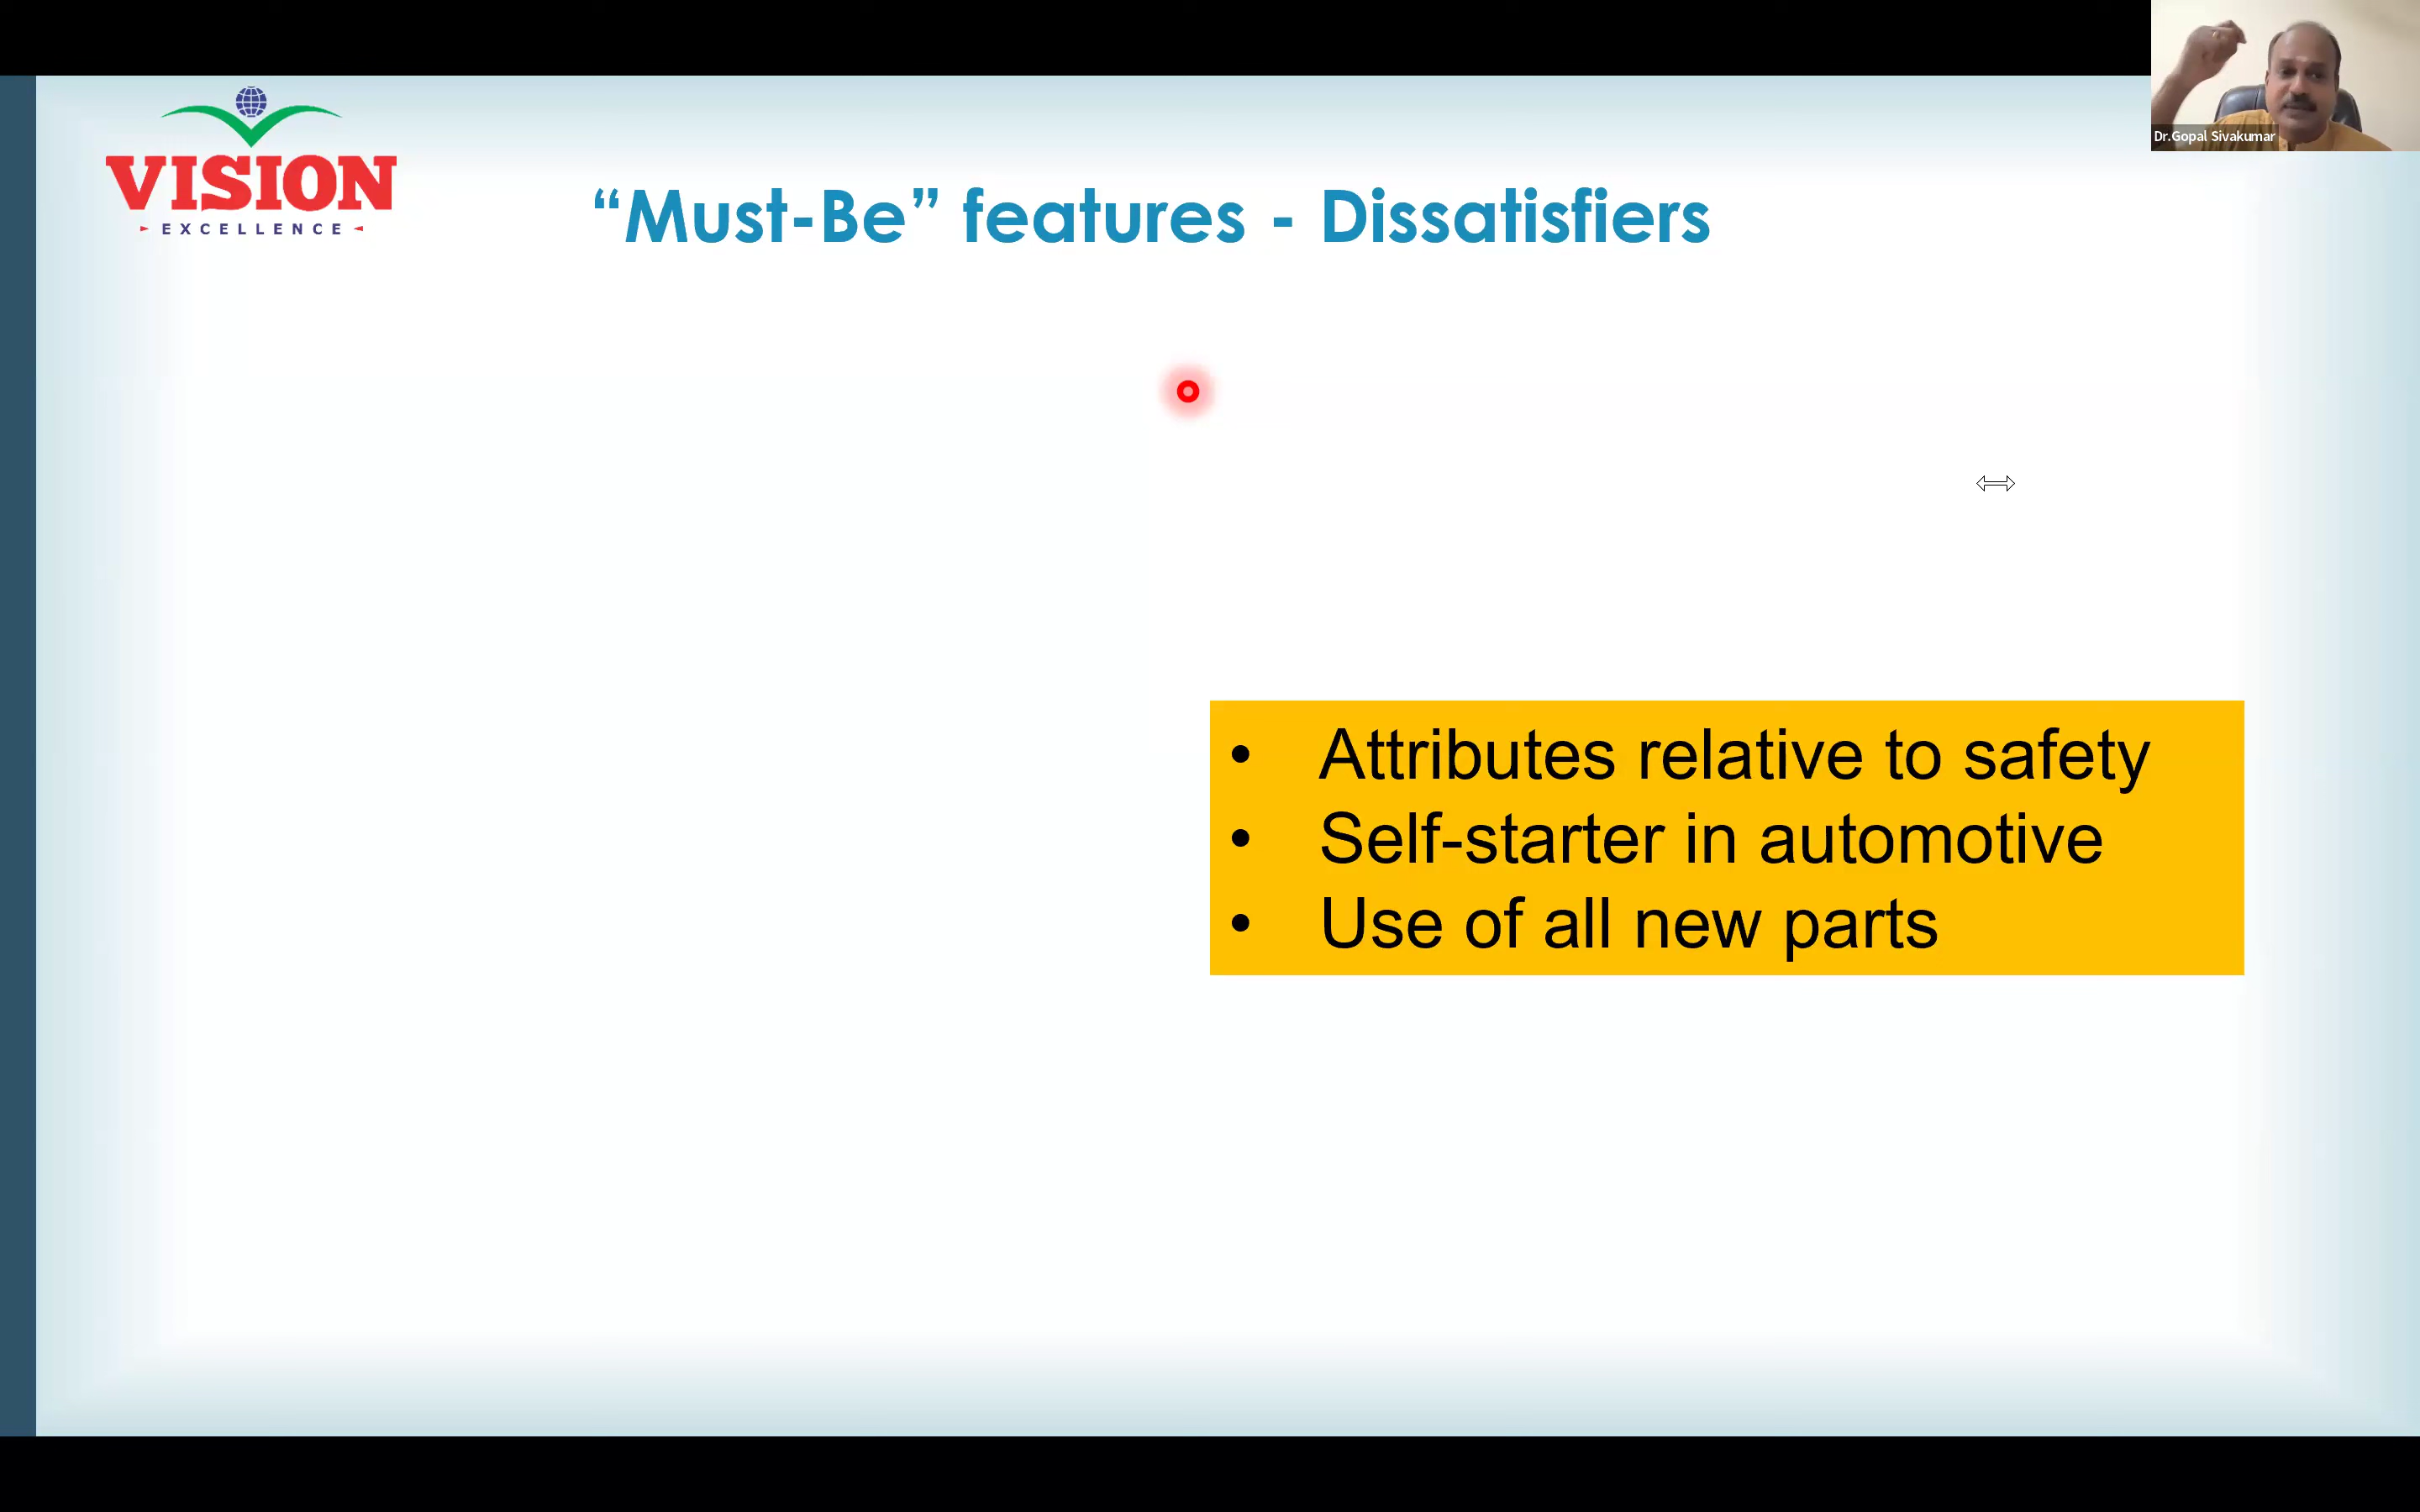 Dr.Gopal Sivakumar
VISION
EXCELLENCE
“Must-Be” features - Dissatisfiers
• Attributes relative to safety
• Self-starter in automotive
• Use of all new parts